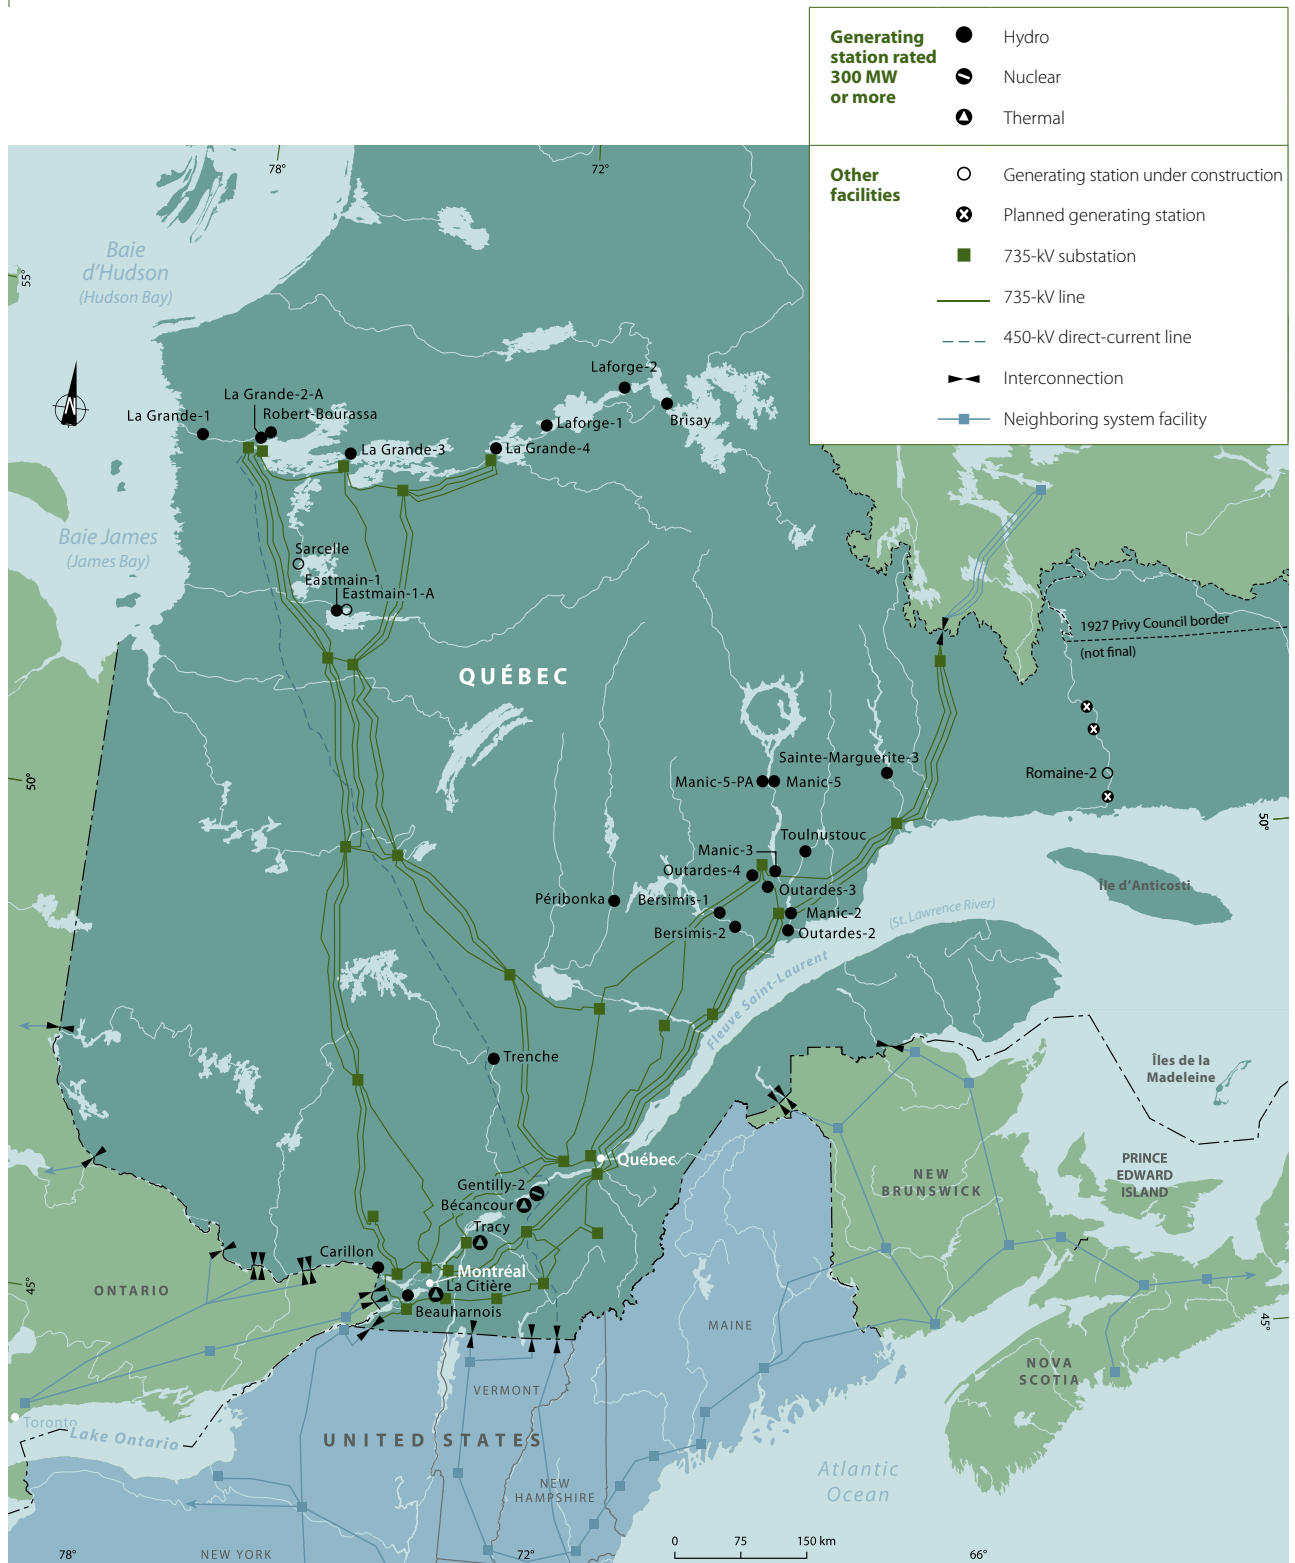 Generating
station rated
300 MW
or more
Hydro
Nuclear
Thermal
Other
facilities
Generating station under construction
Planned generating station
735-kV substation
735-kV line
450-kV direct-current line
Interconnection
Neighboring system facility
78°
72°
55°
Baie
d'Hudson
(Hudson Bay)
N
Laforge-2
La Grande-2-A
Robert-Bourassa
La Grande-1
Brisay
Laforge-1
La Grande-3
La Grande-4
Baie James
(James Bay)
Sarcelle
Eastmain-1
Eastmain-1-A
1927 Privy Council border
(not final)
QUÉBEC
Sainte-Marguerite-3
Manic-5-PA
Manic-5
Romaine-2
50°
50°
Toulnustouc
Manic-3
Outardes-4
Outardes-3
Péribonka
Bersimis-1
Manic-2
Bersimis-2
Outardes-2
Île d'Anticosti
(St. Lawrence River)
Fleuve Saint-Laurent
Trenche
Îles de la
Madeleine
Québec
Gentilly-2
Bécancour
Tracy
NEW
BRUNSWICK
PRINCE
EDWARD
ISLAND
Carillon
Montréal
La Citière
Beauharnois
ONTARIO
45°
45°
MAINE
NOVA
SCOTIA
VERMONT
Toronto
Lake Ontario
UNITED STATES
NEW
HAMPSHIRE
Atlantic
Ocean
0 75 150 km
78°
NEW YORK
72°
66°